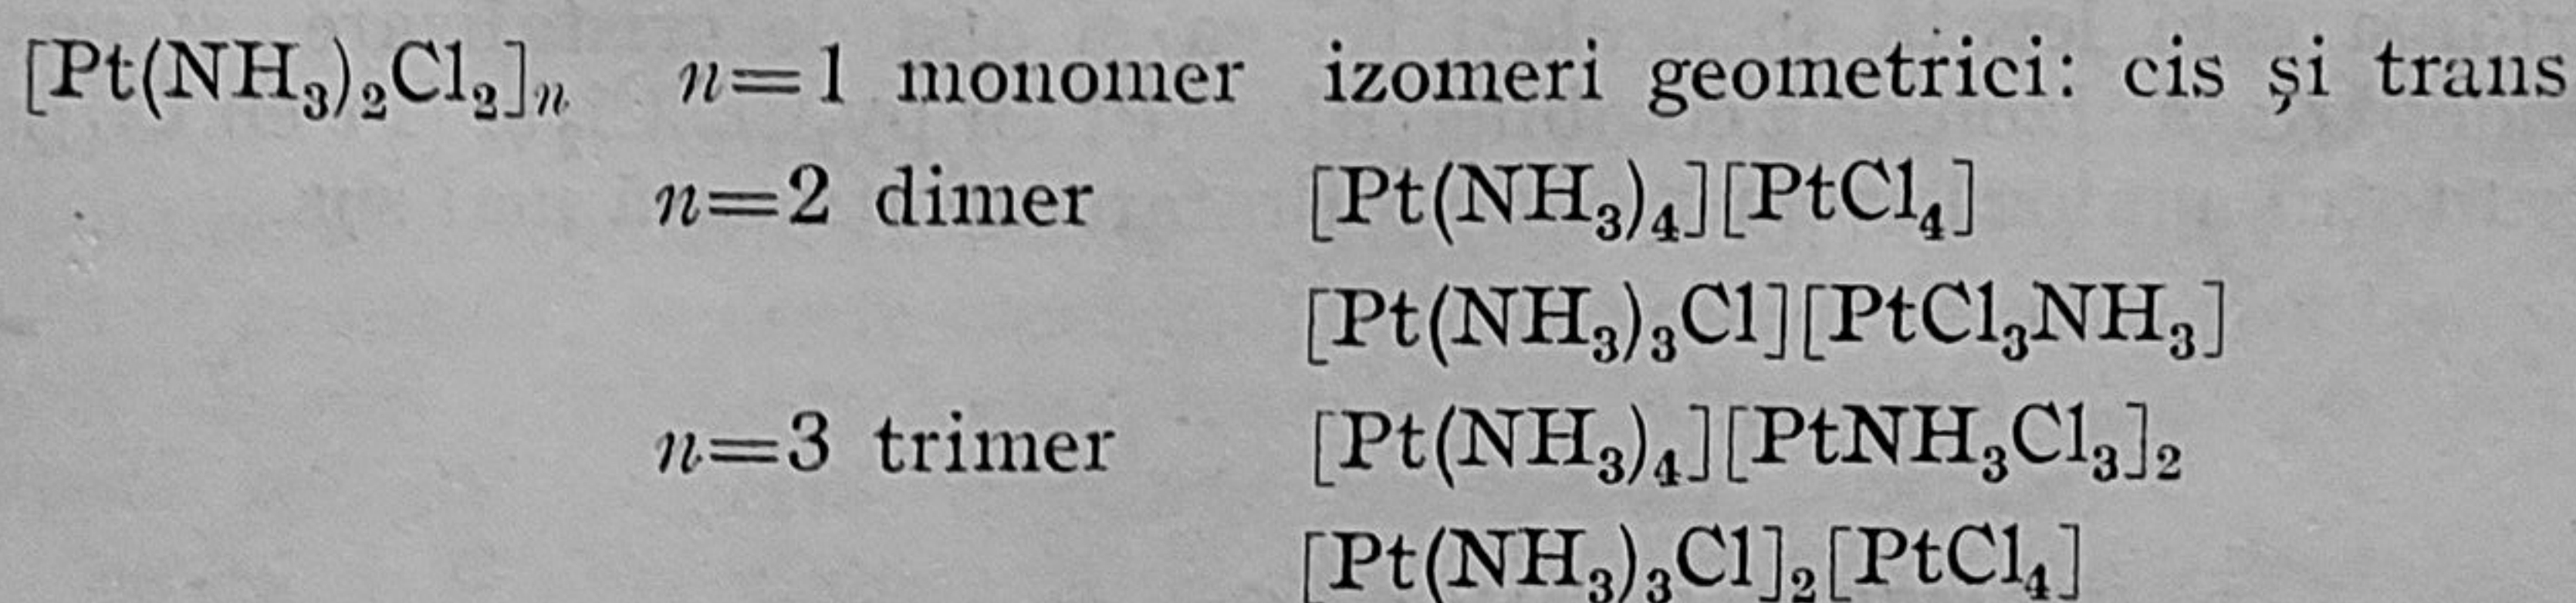 [Pt(NH₃)₂Cl₂]ₙ n=1 monomer izomeri geometrici: cis şi trans
n=2 dimer [Pt(NH₃)₄][PtCl₄]
[Pt(NH₃)₃Cl][PtCl₃NH₃]
n=3 trimer [Pt(NH₃)₄][PtNH₃Cl₃]₂
[Pt(NH₃)₃Cl]₂[PtCl₄]